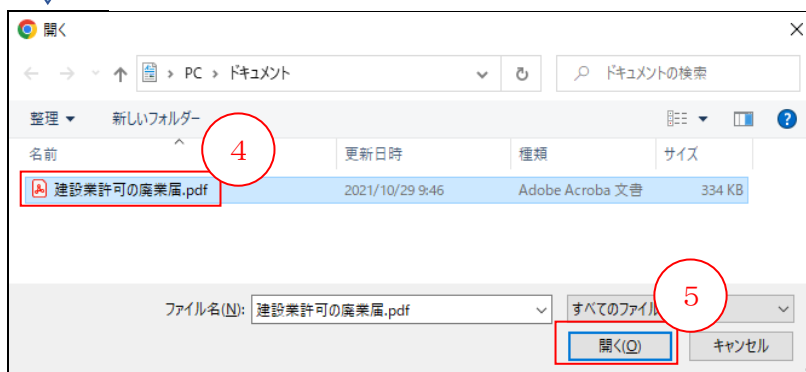 開く
PC › ドキュメント
ドキュメントの検索
整理 新しいフォルダー
名前 更新日時 種類 サイズ
4
建設業許可の廃業届.pdf 2021/10/29 9:46 Adobe Acroba 文書 334 KB
ファイル名(N): 建設業許可の廃業届.pdf すべてのファイル
5
開く(O) キャンセル